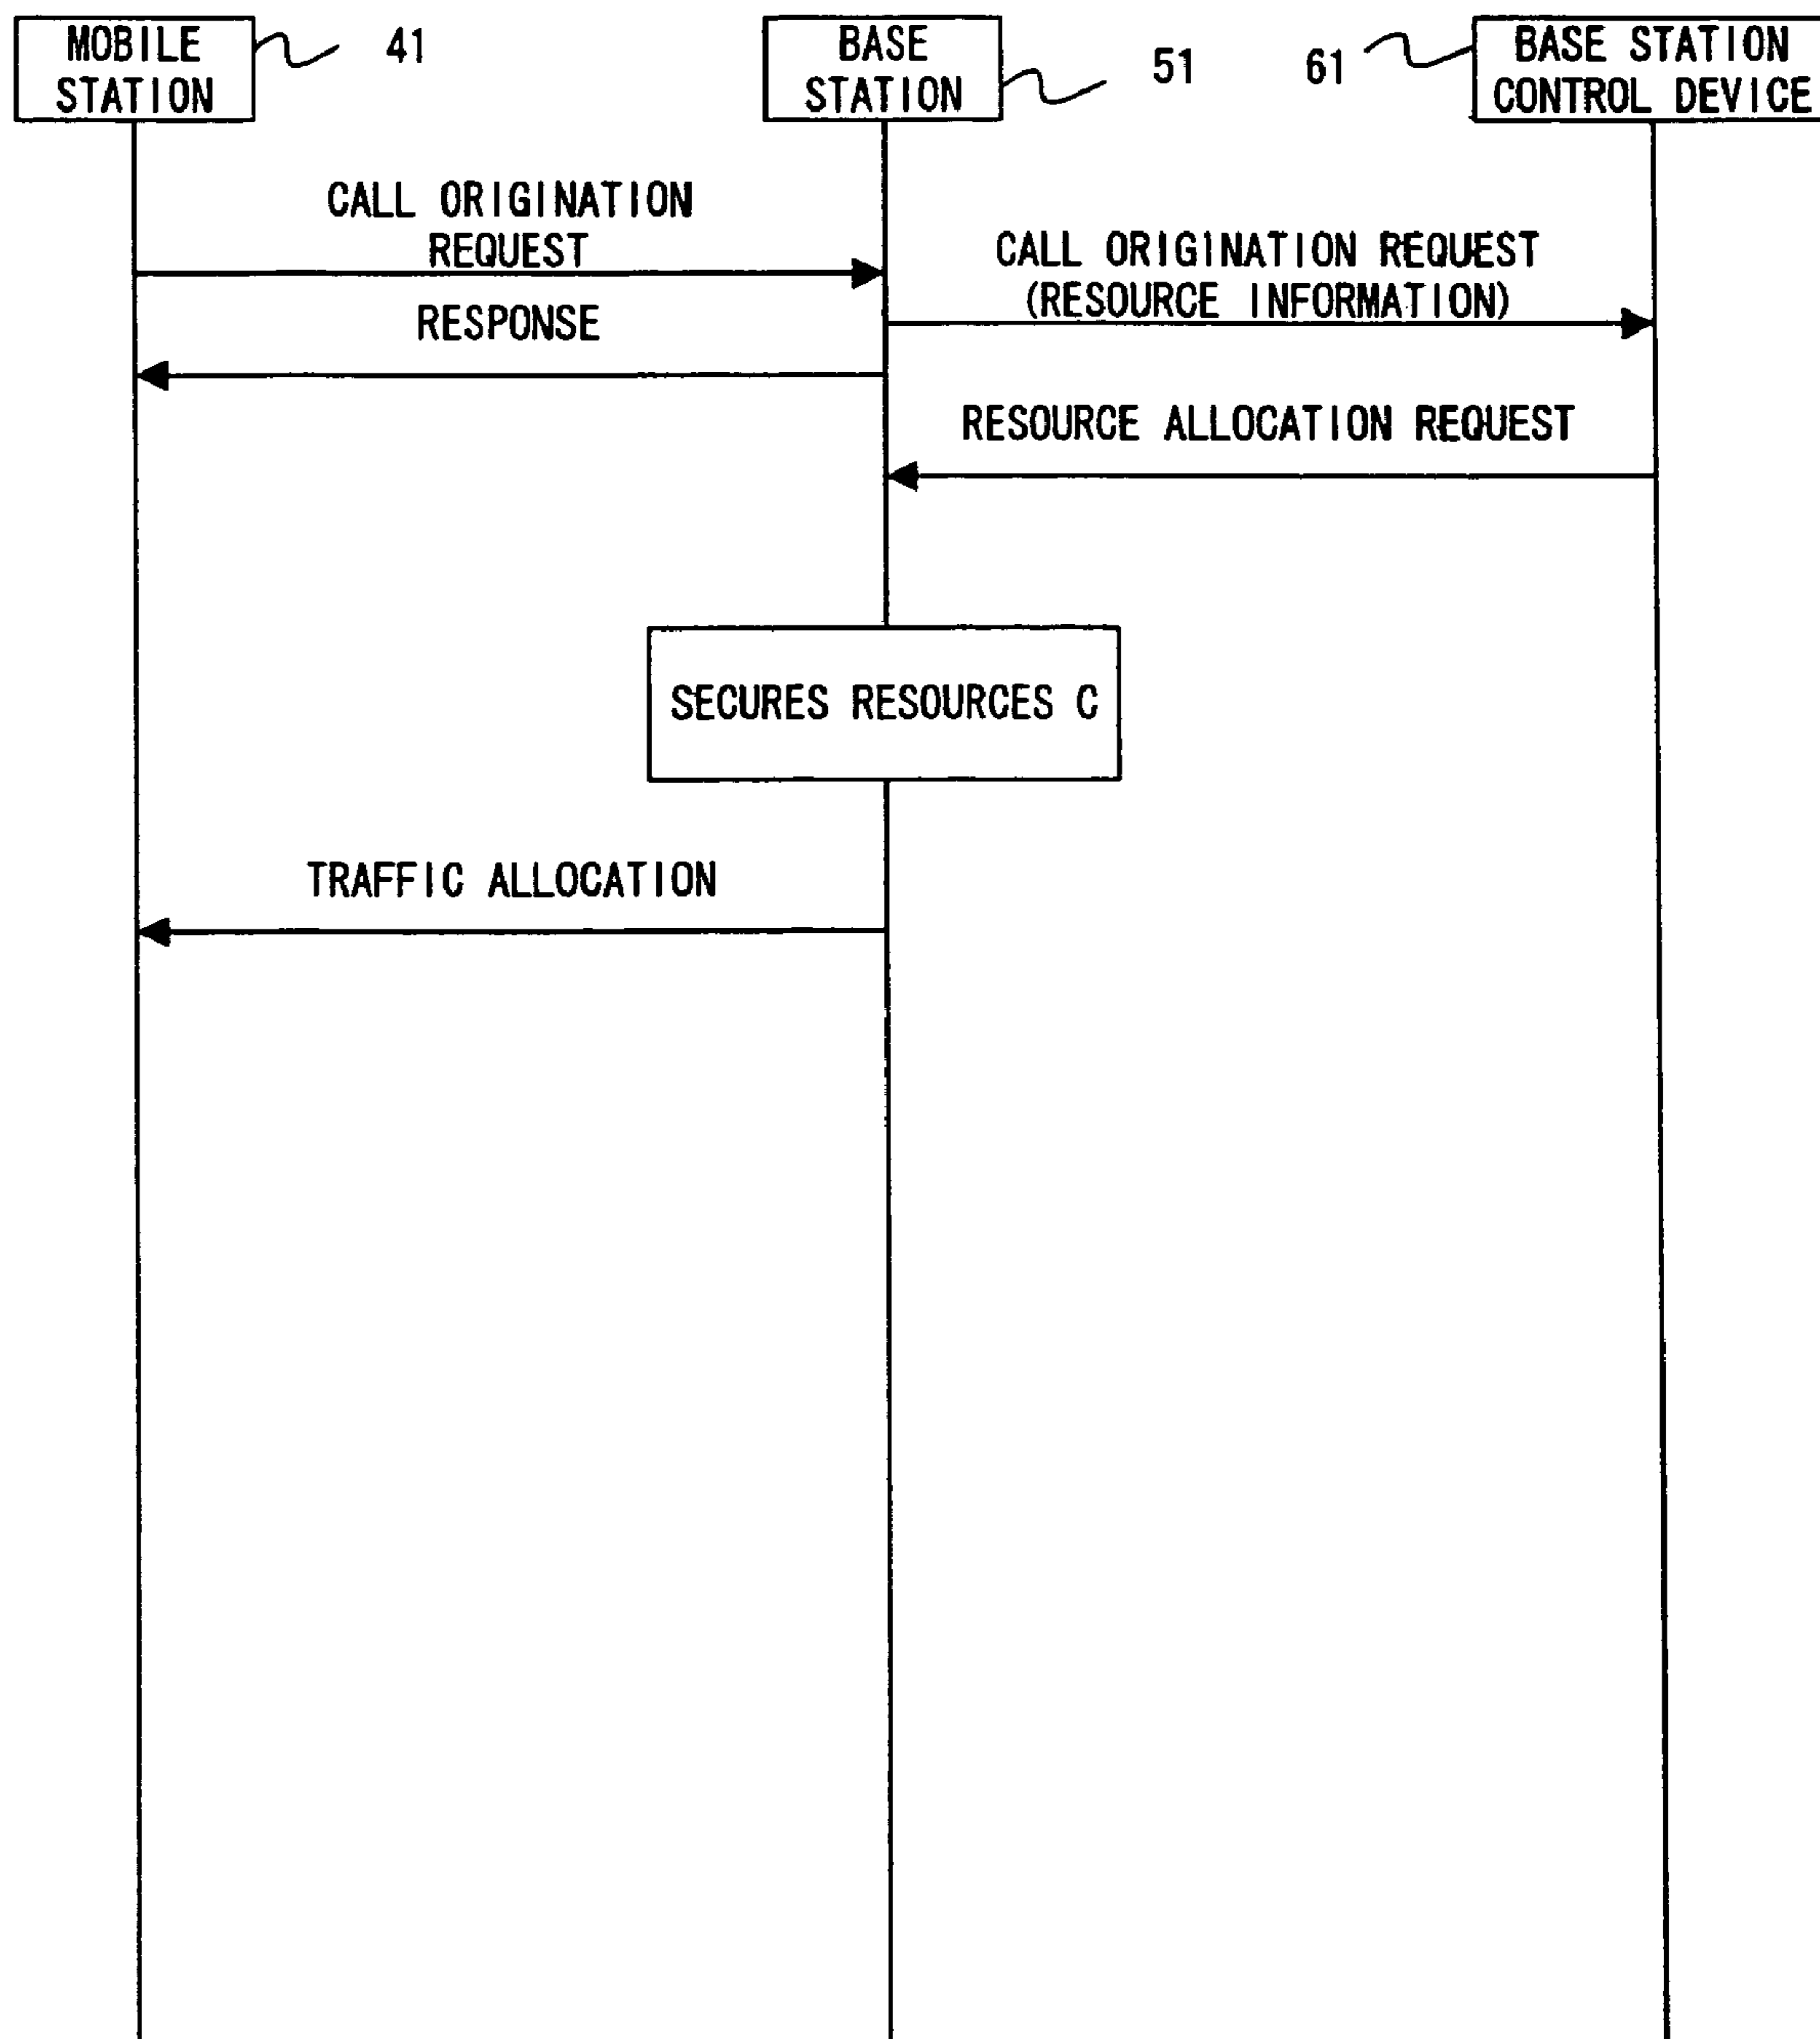 MOBILE
STATION
41
BASE
STATION
51
61
BASE STATION
CONTROL DEVICE
CALL ORIGINATION
REQUEST
CALL ORIGINATION REQUEST
(RESOURCE INFORMATION)
RESPONSE
RESOURCE ALLOCATION REQUEST
SECURES RESOURCES C
TRAFFIC ALLOCATION